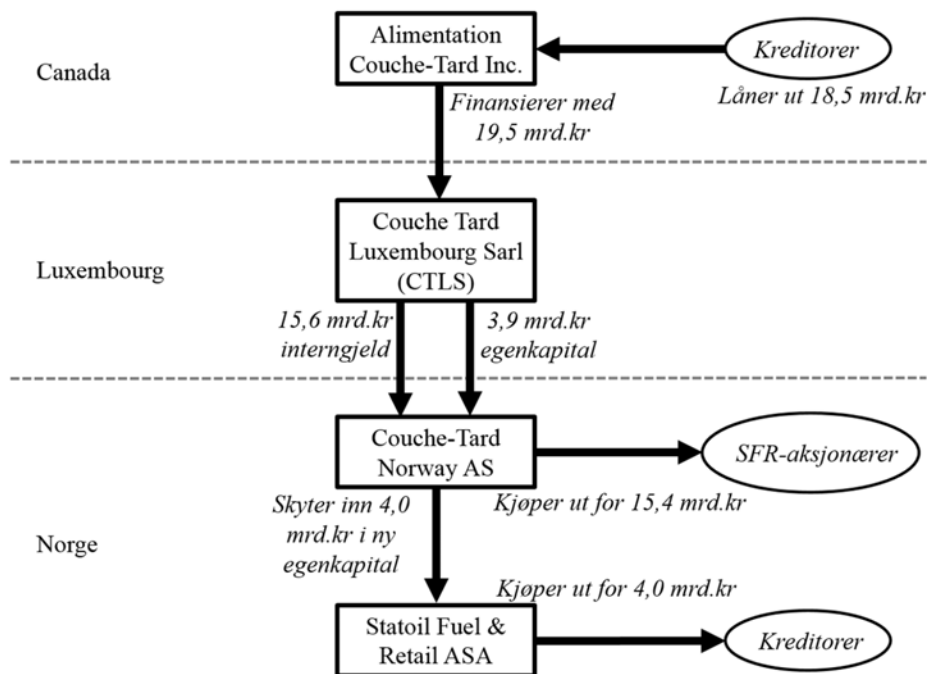 Alimentation
Couche-Tard Inc.
Kreditorer
Canada
Låner ut 18,5 mrd.kr
Finansierer med
19,5 mrd.kr
Couche Tard
Luxembourg Sarl
(CTLS)
Luxembourg
15,6 mrd.kr
interngjeld
3,9 mrd.kr
egenkapital
Couche-Tard
Norway AS
SFR-aksjonærer
Skyter inn 4,0
mrd.kr i ny
egenkapital
Kjøper ut for 15,4 mrd.kr
Norge
Kjøper ut for 4,0 mrd.kr
Statoil Fuel &
Retail ASA
Kreditorer